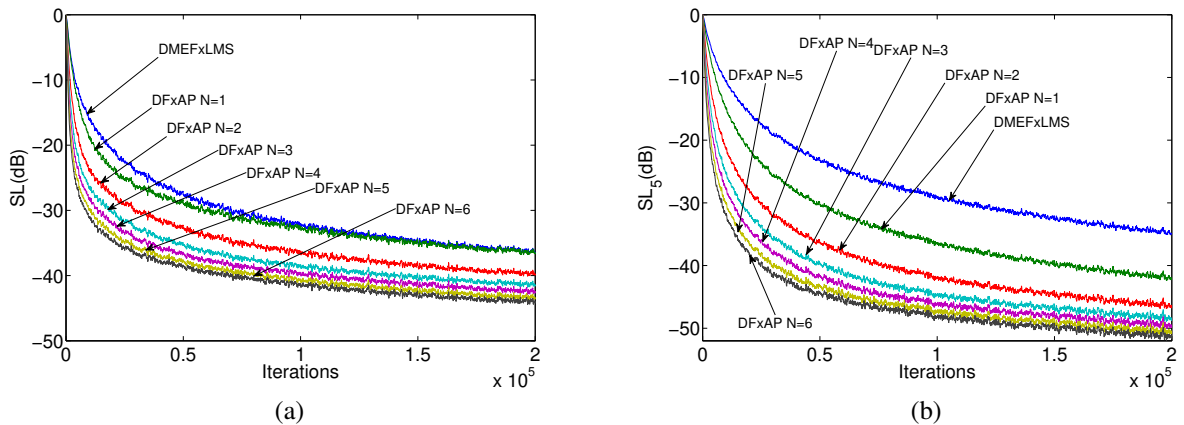 0
−10
−20
−30
−40
−50
SL(dB)
DMEFxLMS
DFxAP N=1
DFxAP N=2
DFxAP N=3
DFxAP N=4
DFxAP N=5
DFxAP N=6
0
0.5
1
1.5
2
Iterations
x 10^5
(a)
0
−10
−20
−30
−40
−50
SL_5(dB)
DFxAP N=4
DFxAP N=3
DFxAP N=5
DFxAP N=2
DFxAP N=1
DMEFxLMS
DFxAP N=6
0
0.5
1
1.5
2
Iterations
x 10^5
(b)